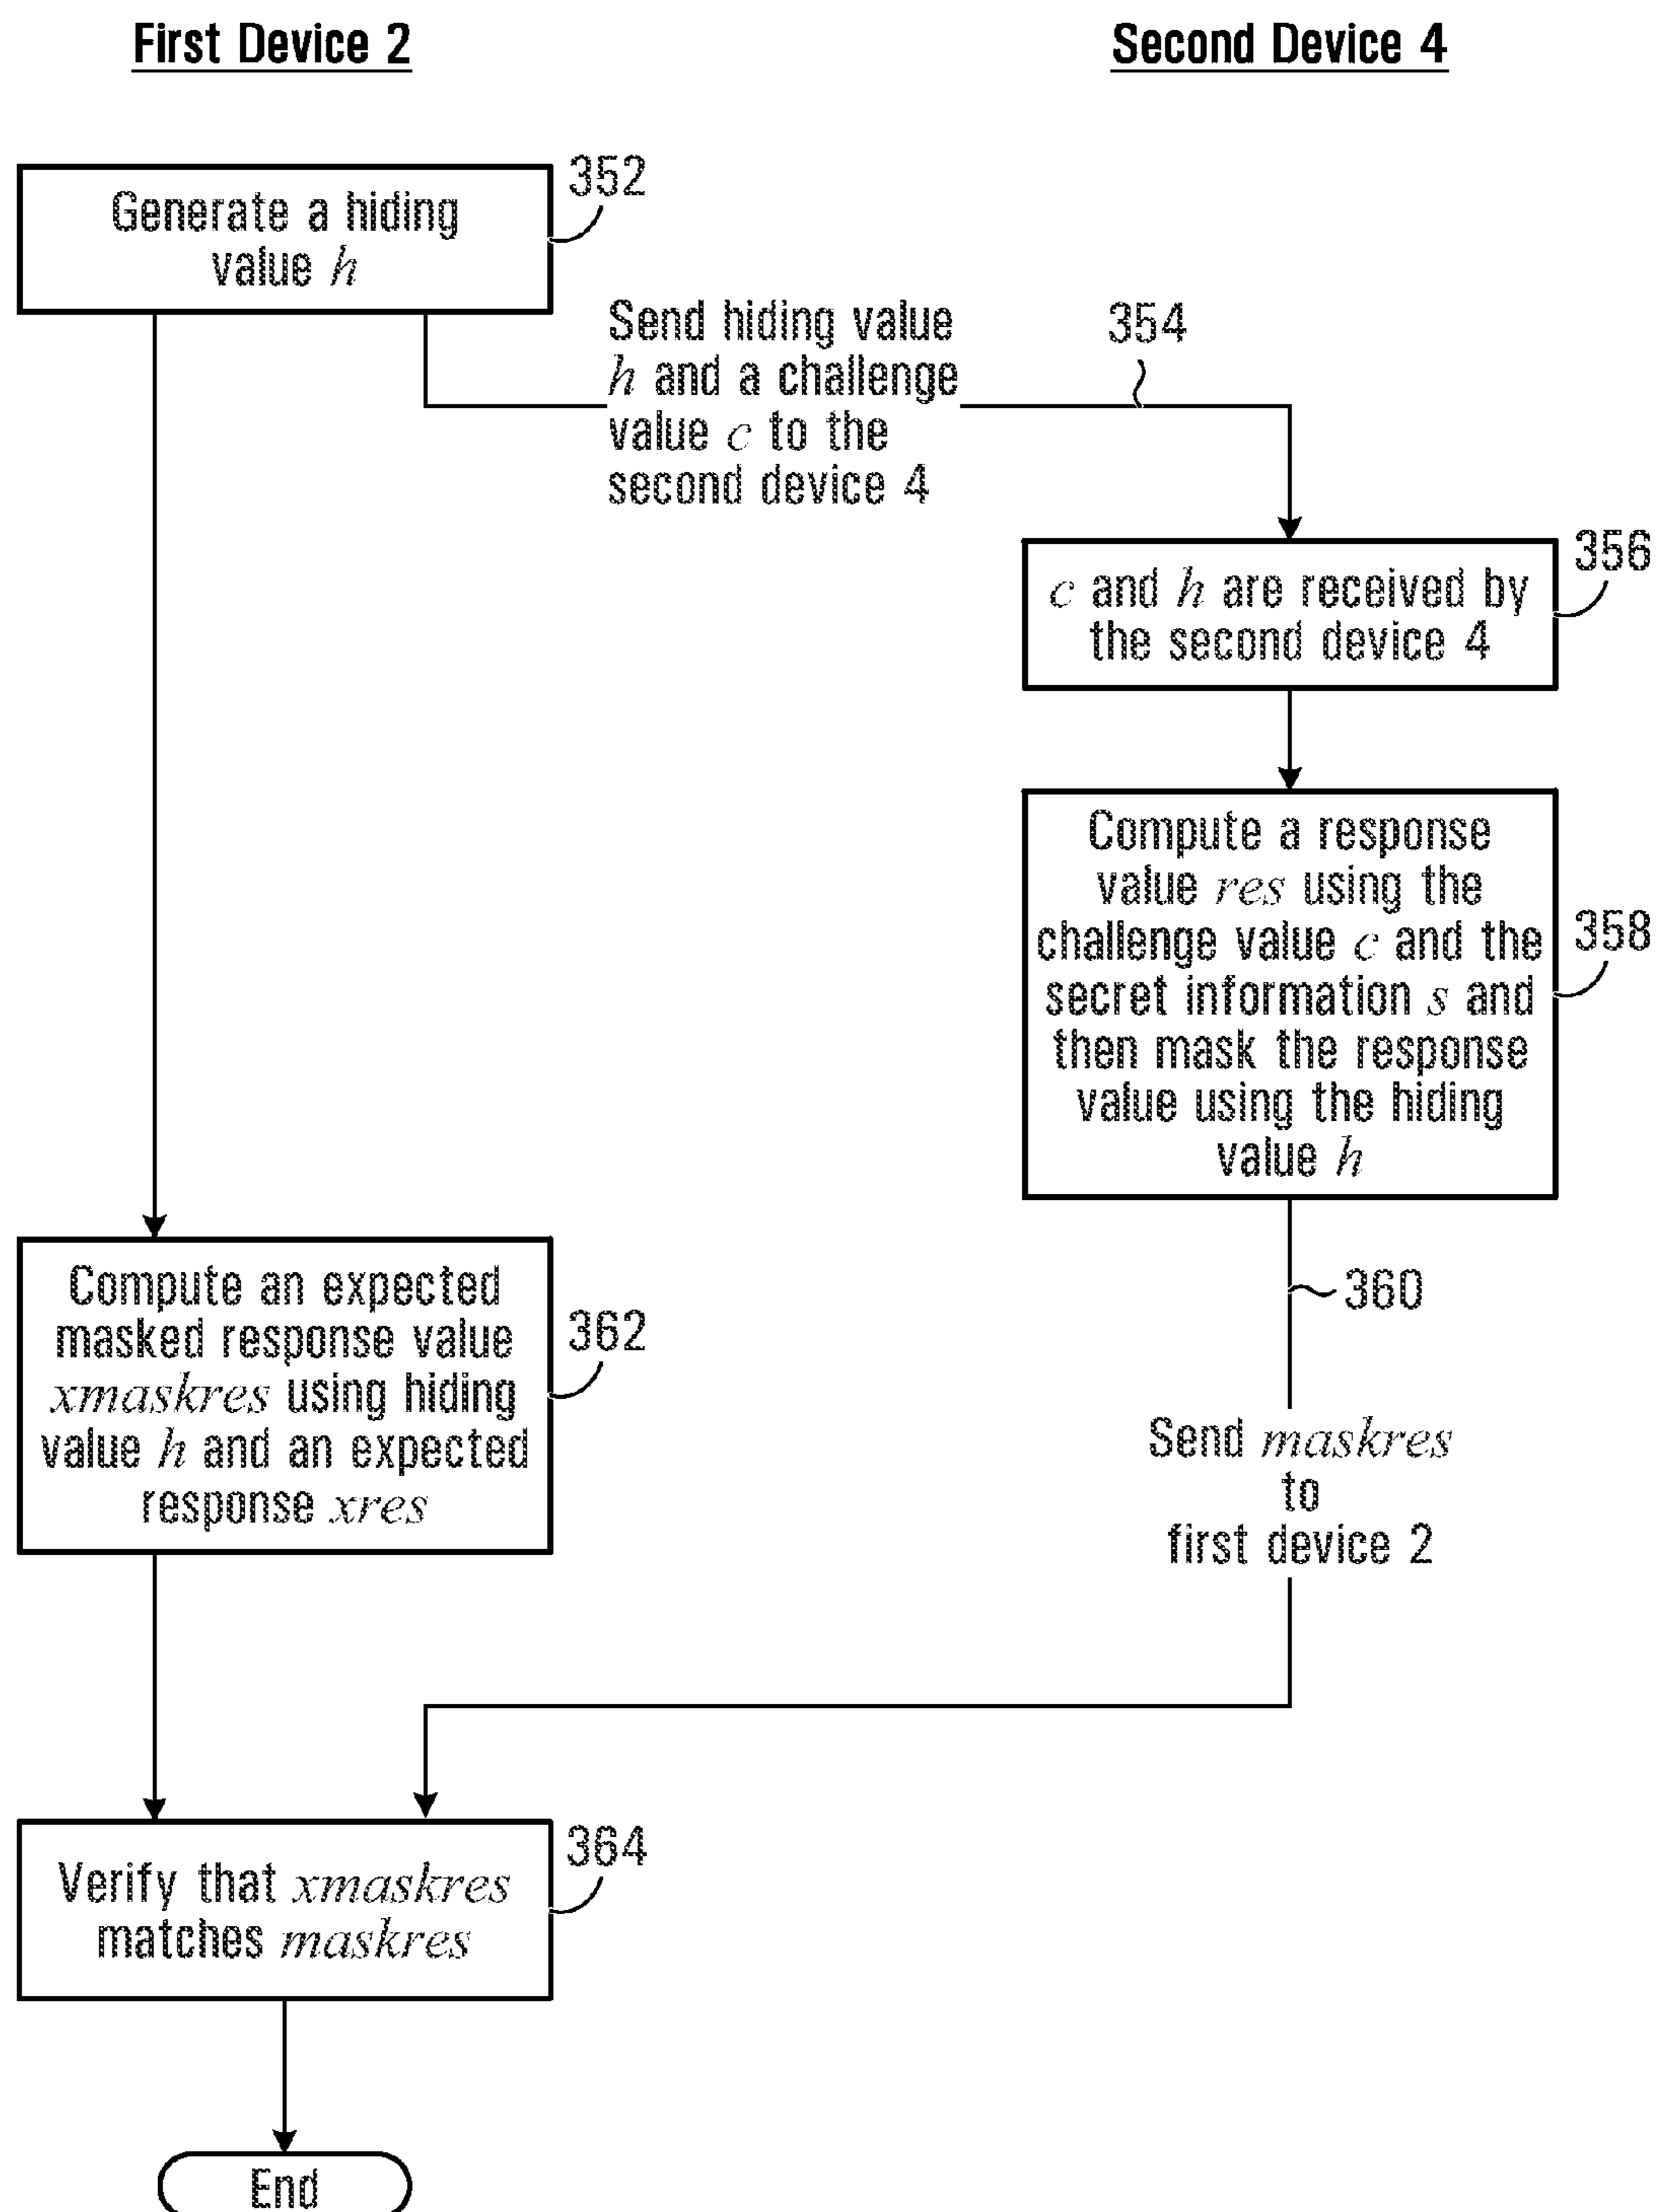 First Device 2
Second Device 4
352
Generate a hiding
value h
Send hiding value
h and a challenge
value c to the
second device 4
354
356
c and h are received by
the second device 4
Compute a response
value res using the
challenge value c and the
secret information s and
then mask the response
value using the hiding
value h
358
360
Compute an expected
masked response value
xmaskres using hiding
value h and an expected
response xres
362
Send maskres
to
first device 2
364
Verify that xmaskres
matches maskres
End